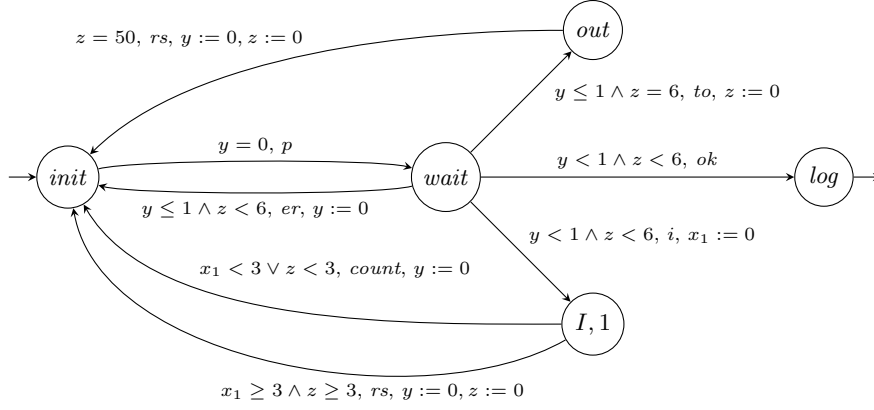 out
z = 50, rs, y := 0, z := 0
y ≤ 1 ∧ z = 6, to, z := 0
y = 0, p
y < 1 ∧ z < 6, ok
init
wait
log
y ≤ 1 ∧ z < 6, er, y := 0
y < 1 ∧ z < 6, i, x₁ := 0
x₁ < 3 ∨ z < 3, count, y := 0
I, 1
x₁ ≥ 3 ∧ z ≥ 3, rs, y := 0, z := 0